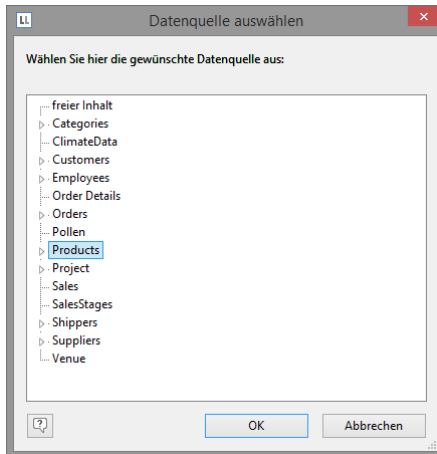 LL
Datenquelle auswählen
×
Wählen Sie hier die gewünschte Datenquelle aus:
freier Inhalt
Categories
ClimateData
Customers
Employees
Order Details
Orders
Pollen
Products
Project
Sales
SalesStages
Shippers
Suppliers
Venue
?
OK
Abbrechen